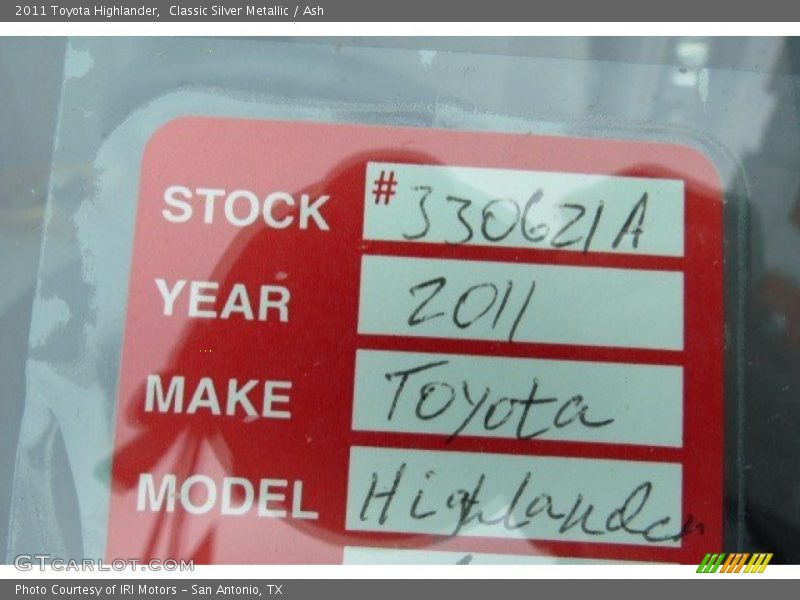 2011 Toyota Highlander,  Classic Silver Metallic / Ash
STOCK #330621A
YEAR 2011
MAKE Toyota
MODEL Highlander
GTCARLOT.COM
Photo Courtesy of IRI Motors - San Antonio, TX